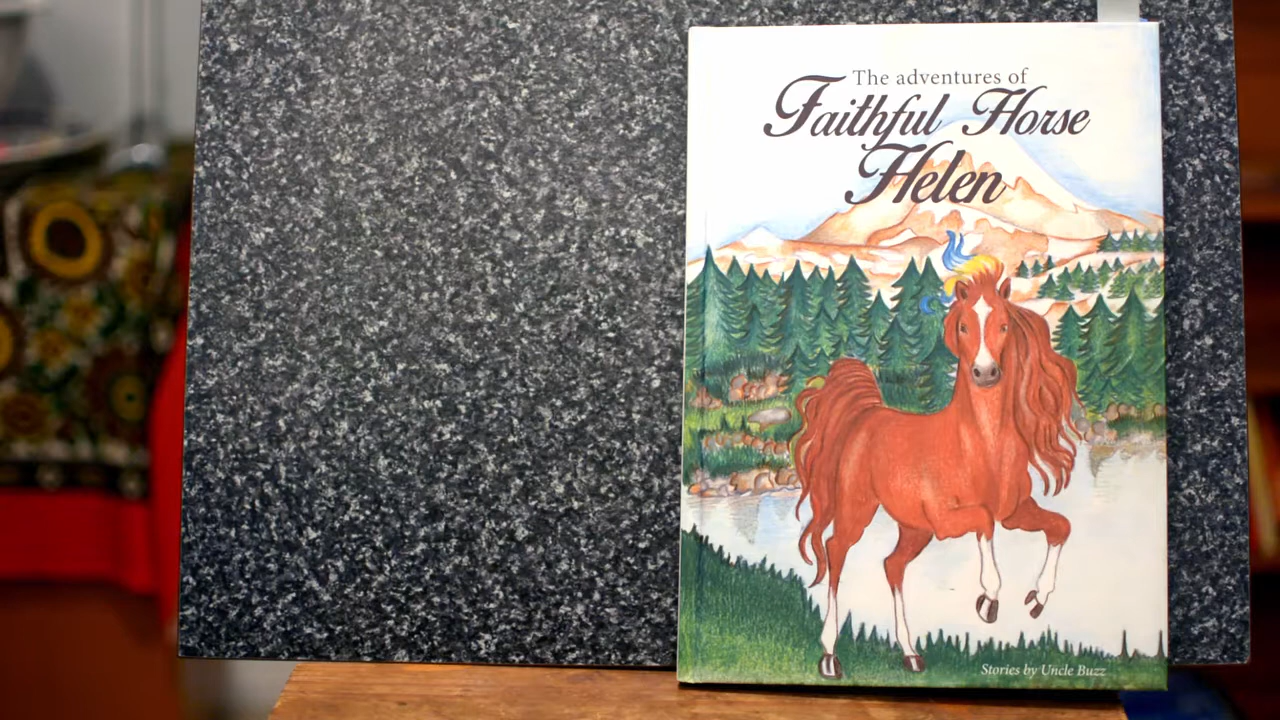 The adventures of
Faithful Horse
Helen
Stories by Uncle Buzz